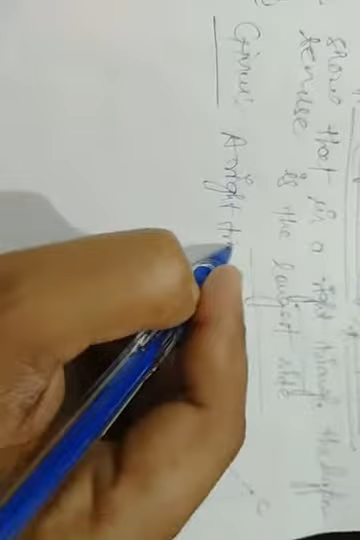 show that in a right triangle the hypo
tenuse is the longest side
Given: A right tri
C